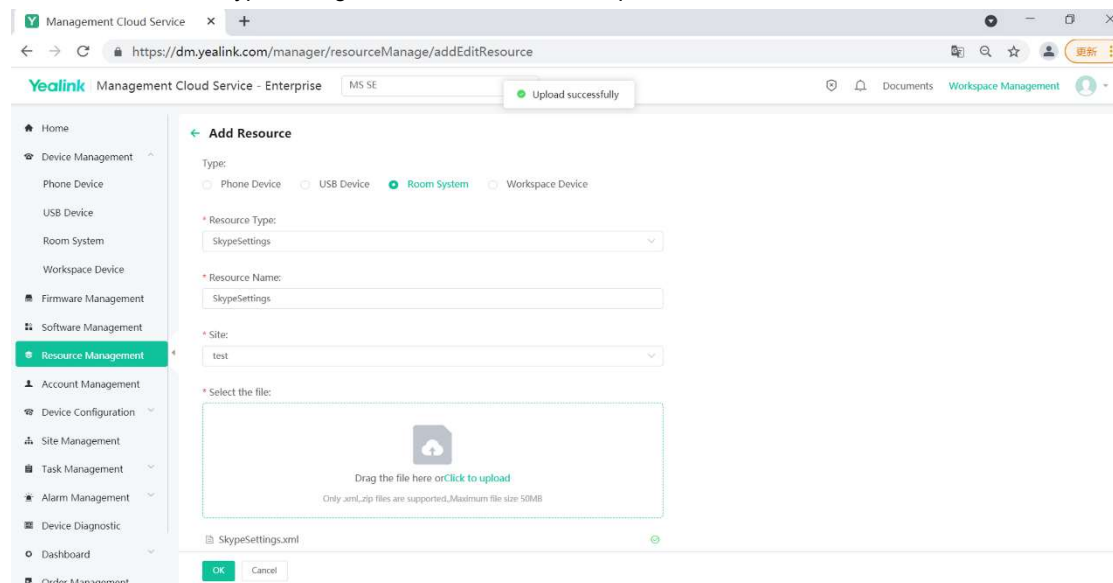 Management Cloud Service
https://dm.yealink.com/manager/resourceManage/addEditResource
更新
Yealink Management Cloud Service - Enterprise
MS SE
Upload successfully
Documents
Workspace Management
Home
Device Management
Phone Device
USB Device
Room System
Workspace Device
Firmware Management
Software Management
Resource Management
Account Management
Device Configuration
Site Management
Task Management
Alarm Management
Device Diagnostic
Dashboard
Order Management
Add Resource
Type:
Phone Device USB Device Room System Workspace Device
* Resource Type:
SkypeSettings
* Resource Name:
SkypeSettings
* Site:
test
* Select the file:
Drag the file here orClick to upload
Only .xml,.zip files are supported,,Maximum file size 50MB
SkypeSettings.xml
OK Cancel